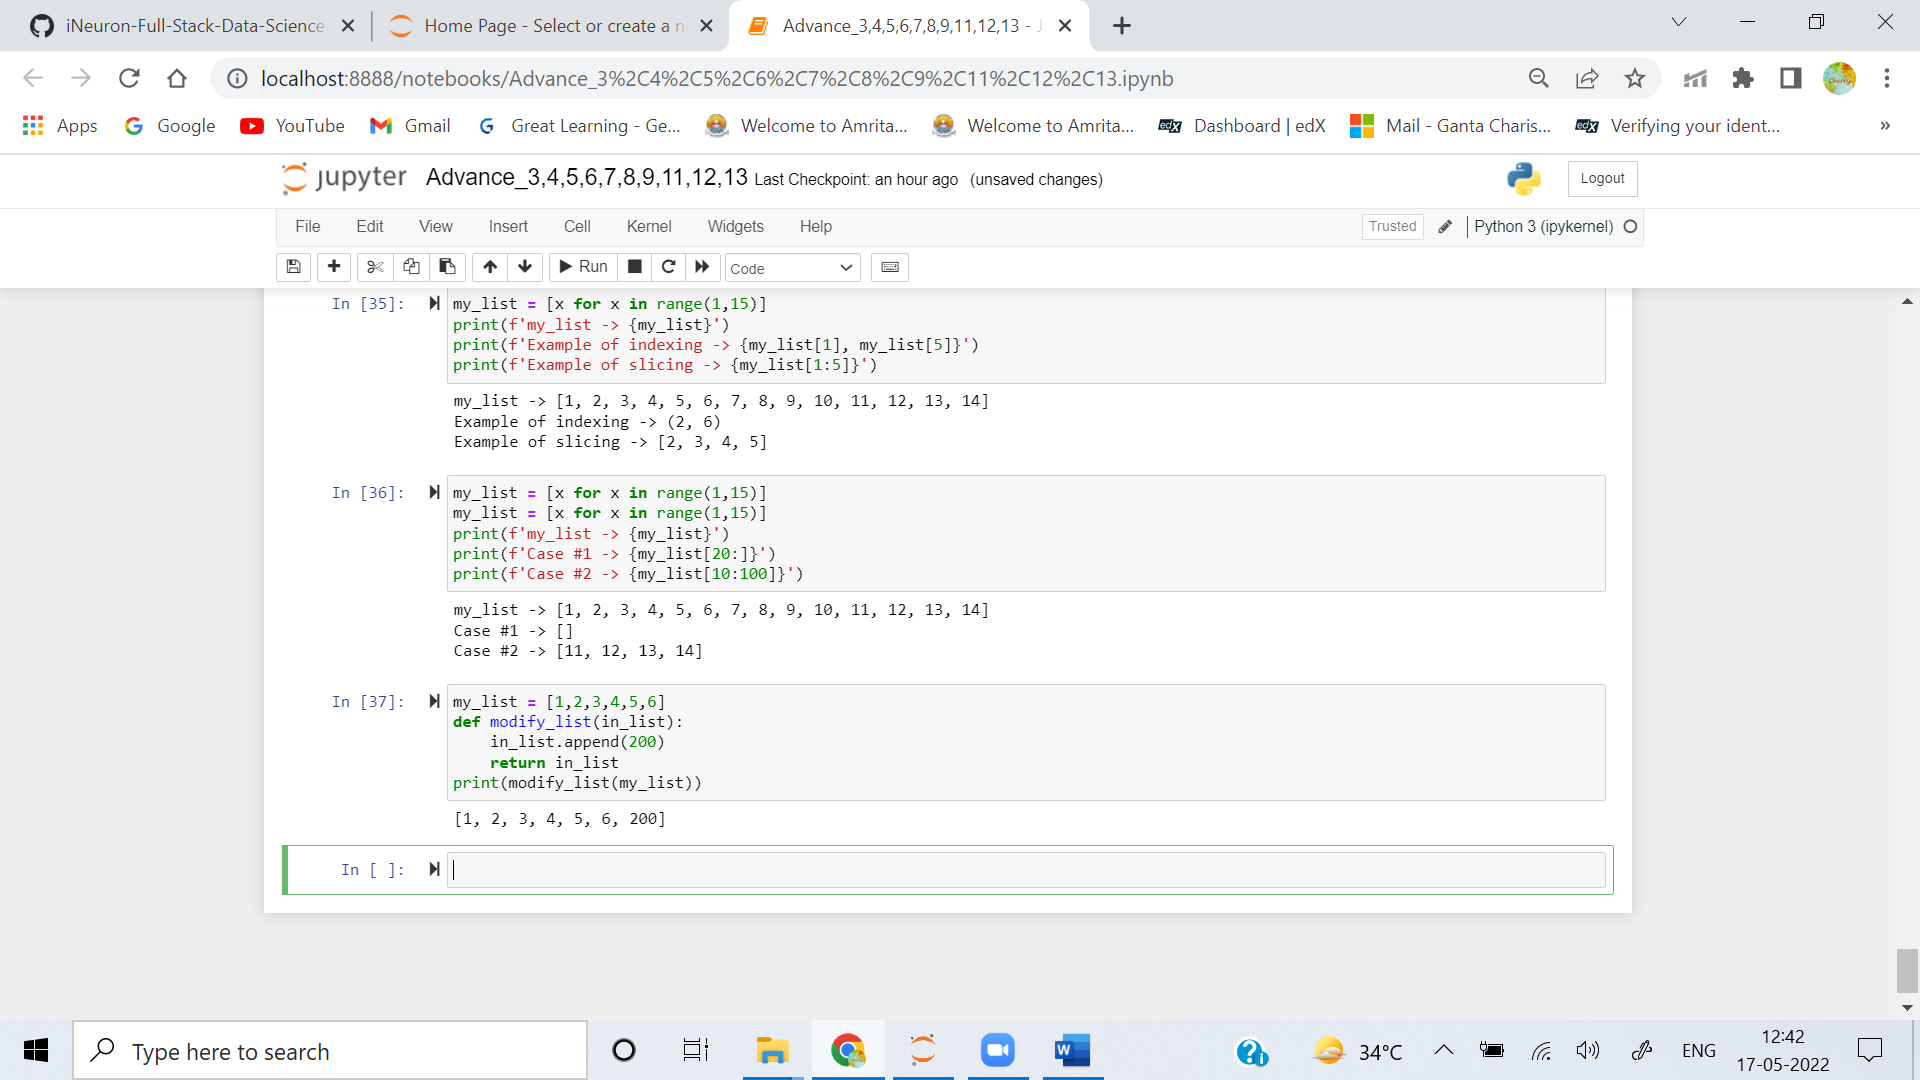 iNeuron-Full-Stack-Data-Science
Home Page - Select or create a n
Advance_3,4,5,6,7,8,9,11,12,13 - J
localhost:8888/notebooks/Advance_3%2C4%2C5%2C6%2C7%2C8%2C9%2C11%2C12%2C13.ipynb
Apps
Google
YouTube
Gmail
Great Learning - Ge...
Welcome to Amrita...
Welcome to Amrita...
Dashboard | edX
Mail - Ganta Charis...
Verifying your ident...
»
jupyter Advance_3,4,5,6,7,8,9,11,12,13 Last Checkpoint: an hour ago (unsaved changes)
Logout
File Edit View Insert Cell Kernel Widgets Help
Trusted
Python 3 (ipykernel)
Run
Code
In [35]:
my_list = [x for x in range(1,15)]
print(f'my_list -> {my_list}')
print(f'Example of indexing -> {my_list[1], my_list[5]}')
print(f'Example of slicing -> {my_list[1:5]}')
my_list -> [1, 2, 3, 4, 5, 6, 7, 8, 9, 10, 11, 12, 13, 14]
Example of indexing -> (2, 6)
Example of slicing -> [2, 3, 4, 5]
In [36]:
my_list = [x for x in range(1,15)]
my_list = [x for x in range(1,15)]
print(f'my_list -> {my_list}')
print(f'Case #1 -> {my_list[20:]}')
print(f'Case #2 -> {my_list[10:100]}')
my_list -> [1, 2, 3, 4, 5, 6, 7, 8, 9, 10, 11, 12, 13, 14]
Case #1 -> []
Case #2 -> [11, 12, 13, 14]
In [37]:
my_list = [1,2,3,4,5,6]
def modify_list(in_list):
    in_list.append(200)
    return in_list
print(modify_list(my_list))
[1, 2, 3, 4, 5, 6, 200]
In [ ]:
Type here to search
34°C
ENG
12:42
17-05-2022